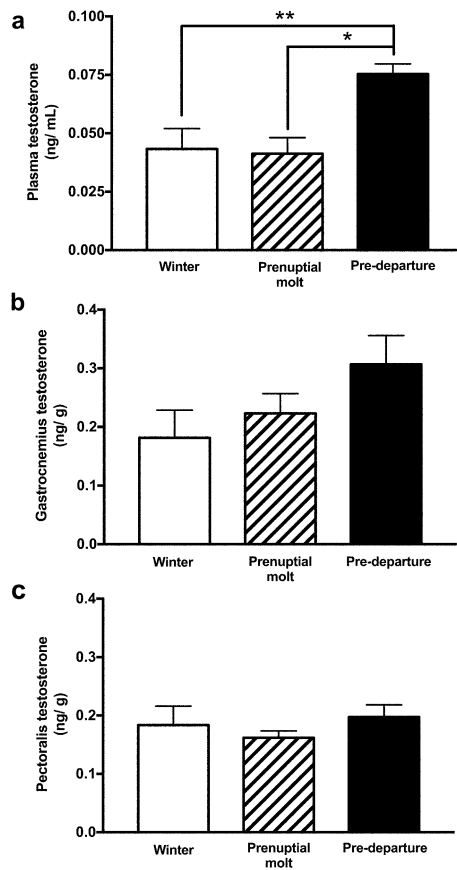 a
Plasma testosterone
(ng/ mL)
0.100
0.075
0.050
0.025
0.000
**
*
Winter
Prenuptial
molt
Pre-departure
b
Gastrocnemius testosterone
(ng/ g)
0.4
0.3
0.2
0.1
0.0
Winter
Prenuptial
molt
Pre-departure
c
Pectoralis testosterone
(ng/ g)
0.4
0.3
0.2
0.1
0.0
Winter
Prenuptial
molt
Pre-departure